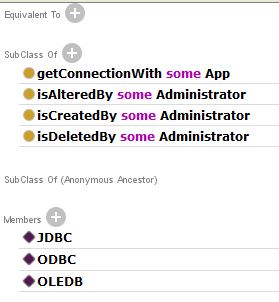 Equivalent To
SubClass Of
getConnectionWith some App
isAlteredBy some Administrator
isCreatedBy some Administrator
isDeletedBy some Administrator
SubClass Of (Anonymous Ancestor)
Members
JDBC
ODBC
OLEDB